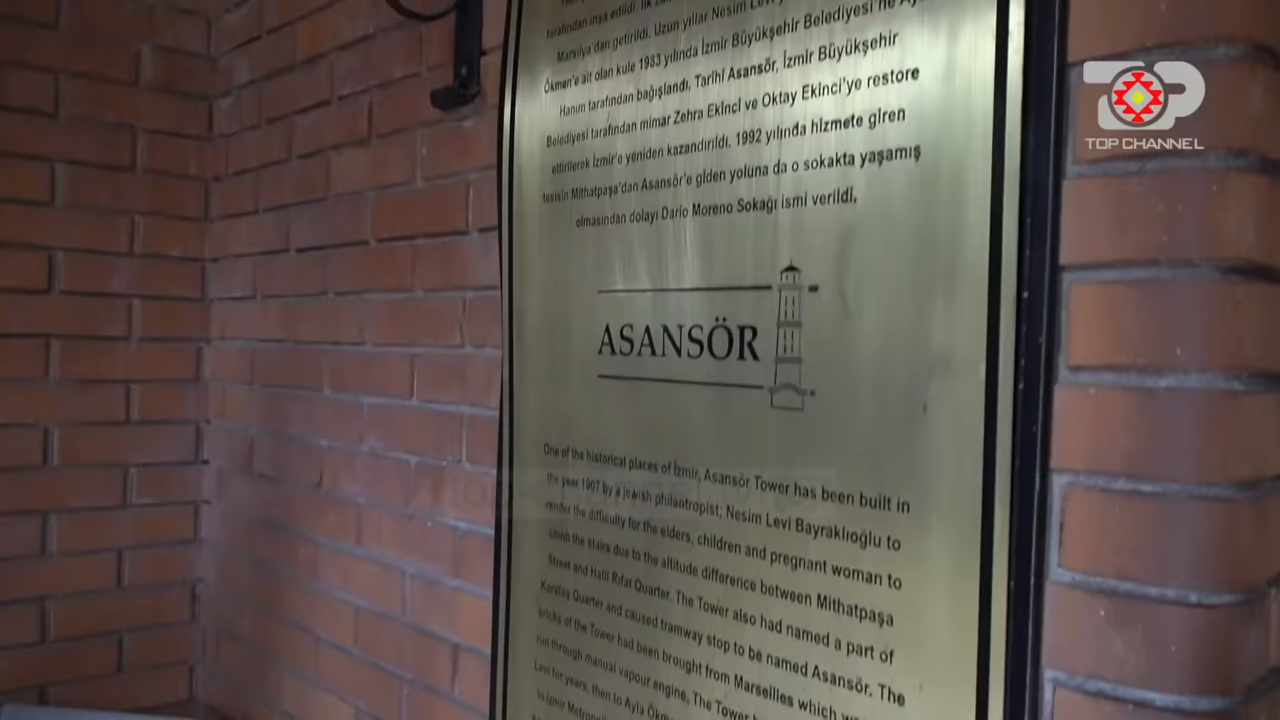 tarafından inşa edildi. İlk
Marsilya'dan getirildi. Uzun yıllar Nesim Levi
Ökmen'e ait olan kule 1983 yılında İzmir Büyükşehir Belediyesi'ne
Hanım tarafından bağışlandı, Tarihi Asansör, İzmir Büyükşehir
Belediyesi tarafından mimar Zehra Ekinci ve Oktay Ekinci'ye restore
ettirilerek İzmir'e yeniden kazandırıldı. 1992 yılında hizmete giren
tesisin Mithatpaşa'dan Asansör'e giden yoluna da o sokakta yaşamış
olmasından dolayı Dario Moreno Sokağı ismi verildi.
TOP CHANNEL
ASANSÖR
One of the historical places of İzmir, Asansör Tower has been built in
the year 1907 by a jewish philantropist; Nesim Levi Bayraklıoğlu to
render the difficulty for the elders, children and pregnant woman to
climb the stairs due to the altitude difference between Mithatpaşa
Street and Halil Rıfat Quarter. The Tower also had named a part of
Karataş Quarter and caused tramway stop to be named Asansör. The
bricks of the Tower had been brought from Marseilles which
run through manual vapour engine. The Tower
Levi for years, then to Ayla
to İzmir